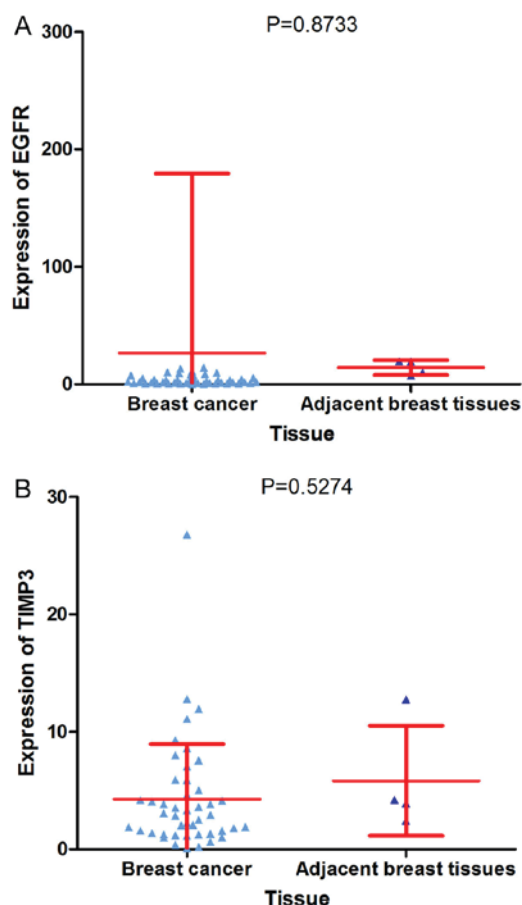 A
P=0.8733
Expression of EGFR
300
200
100
0
Breast cancer
Adjacent breast tissues
Tissue
B
P=0.5274
Expression of TIMP3
30
20
10
0
Breast cancer
Adjacent breast tissues
Tissue